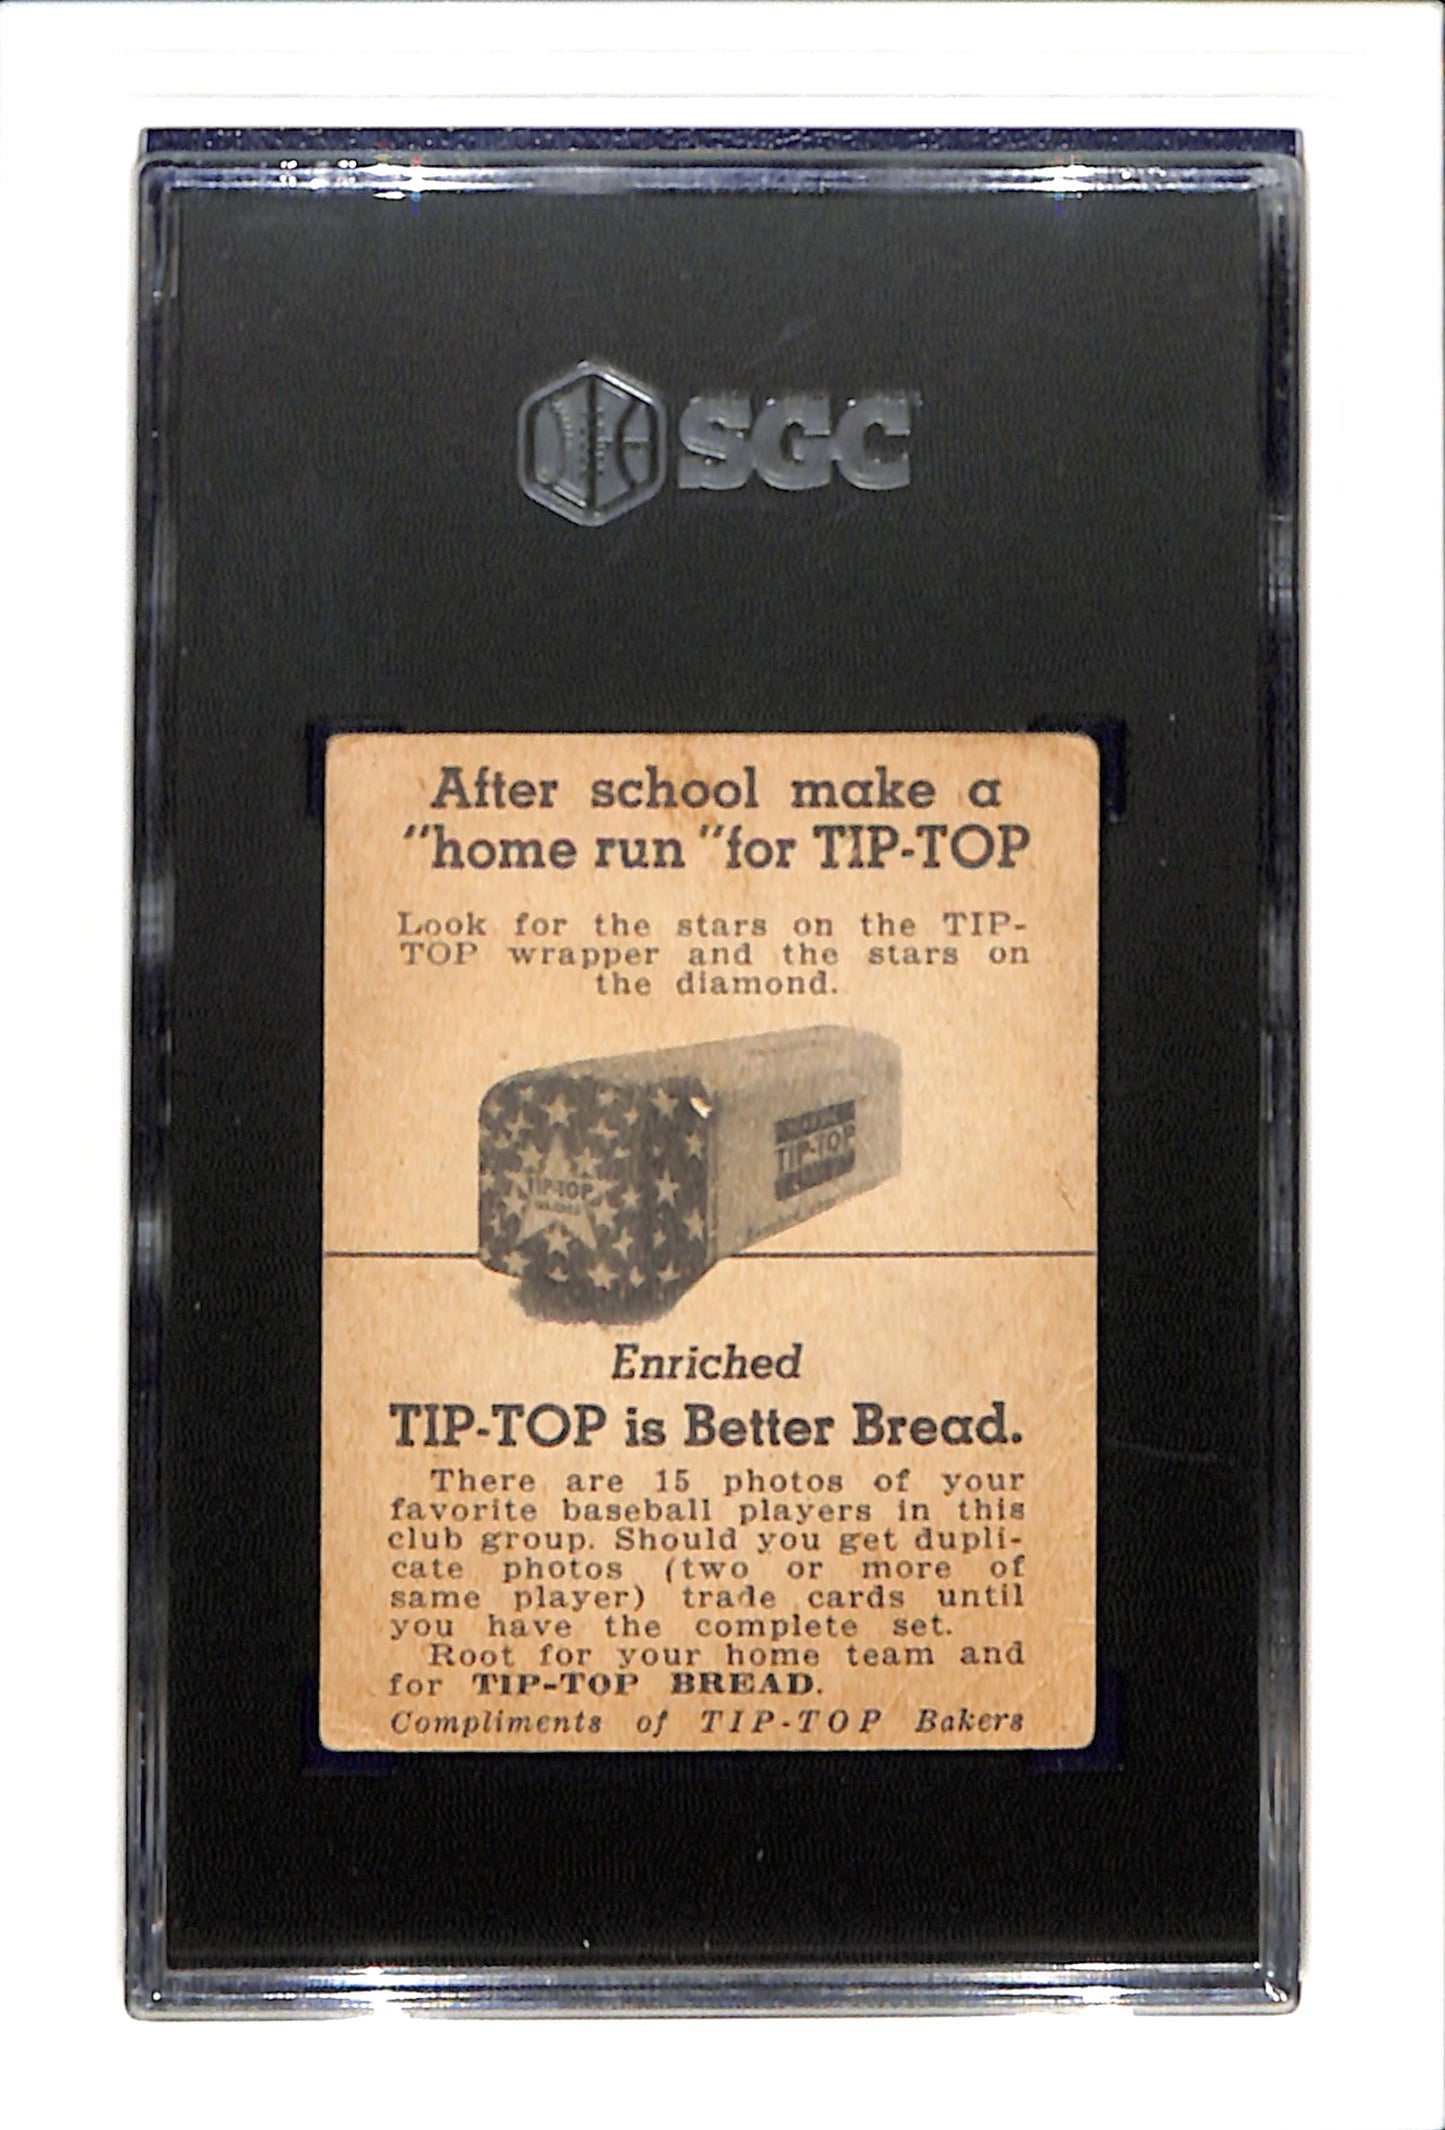 SGC
After school make a
"home run "for TIP-TOP
Look for the stars on the TIP-
TOP wrapper and the stars on
the diamond.
TIP-TOP
TIP-TOP
Enriched
TIP-TOP is Better Bread.
There are 15 photos of your
favorite baseball players in this
club group. Should you get dupli-
cate photos (two or more of
same player) trade cards until
you have the complete set.
Root for your home team and
for TIP-TOP BREAD.
Compliments of TIP-TOP Bakers